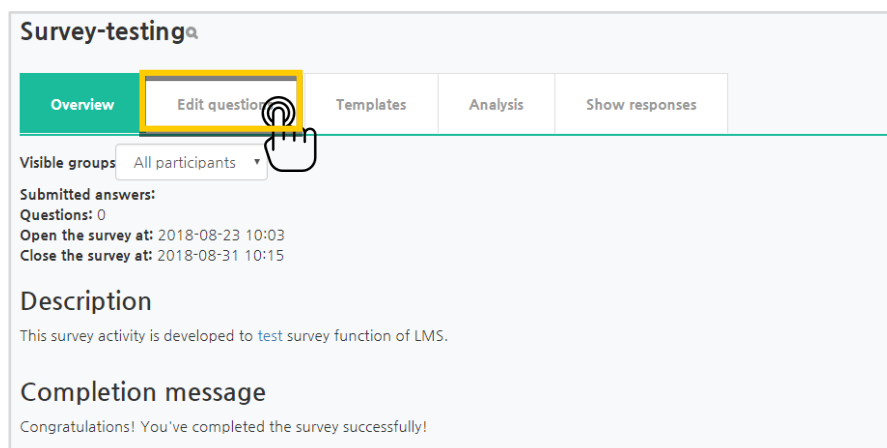 Survey-testing
Overview Edit question Templates Analysis Show responses
Visible groups All participants
Submitted answers:
Questions: 0
Open the survey at: 2018-08-23 10:03
Close the survey at: 2018-08-31 10:15
Description
This survey activity is developed to test survey function of LMS.
Completion message
Congratulations! You've completed the survey successfully!